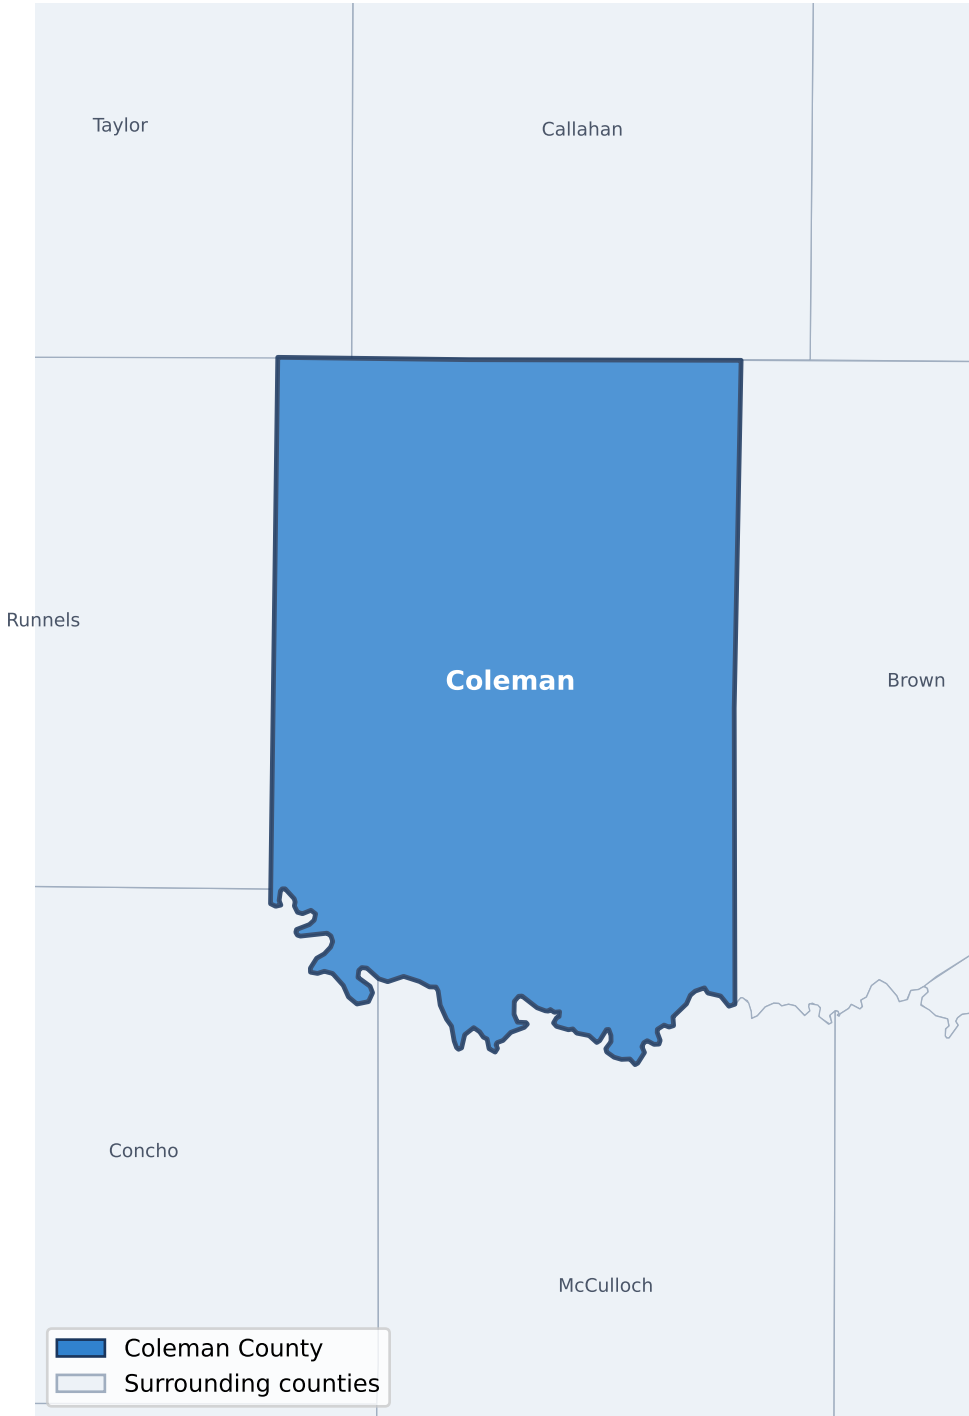 Taylor
Callahan
Runnels
Coleman
Brown
Concho
McCulloch
Coleman County
Surrounding counties